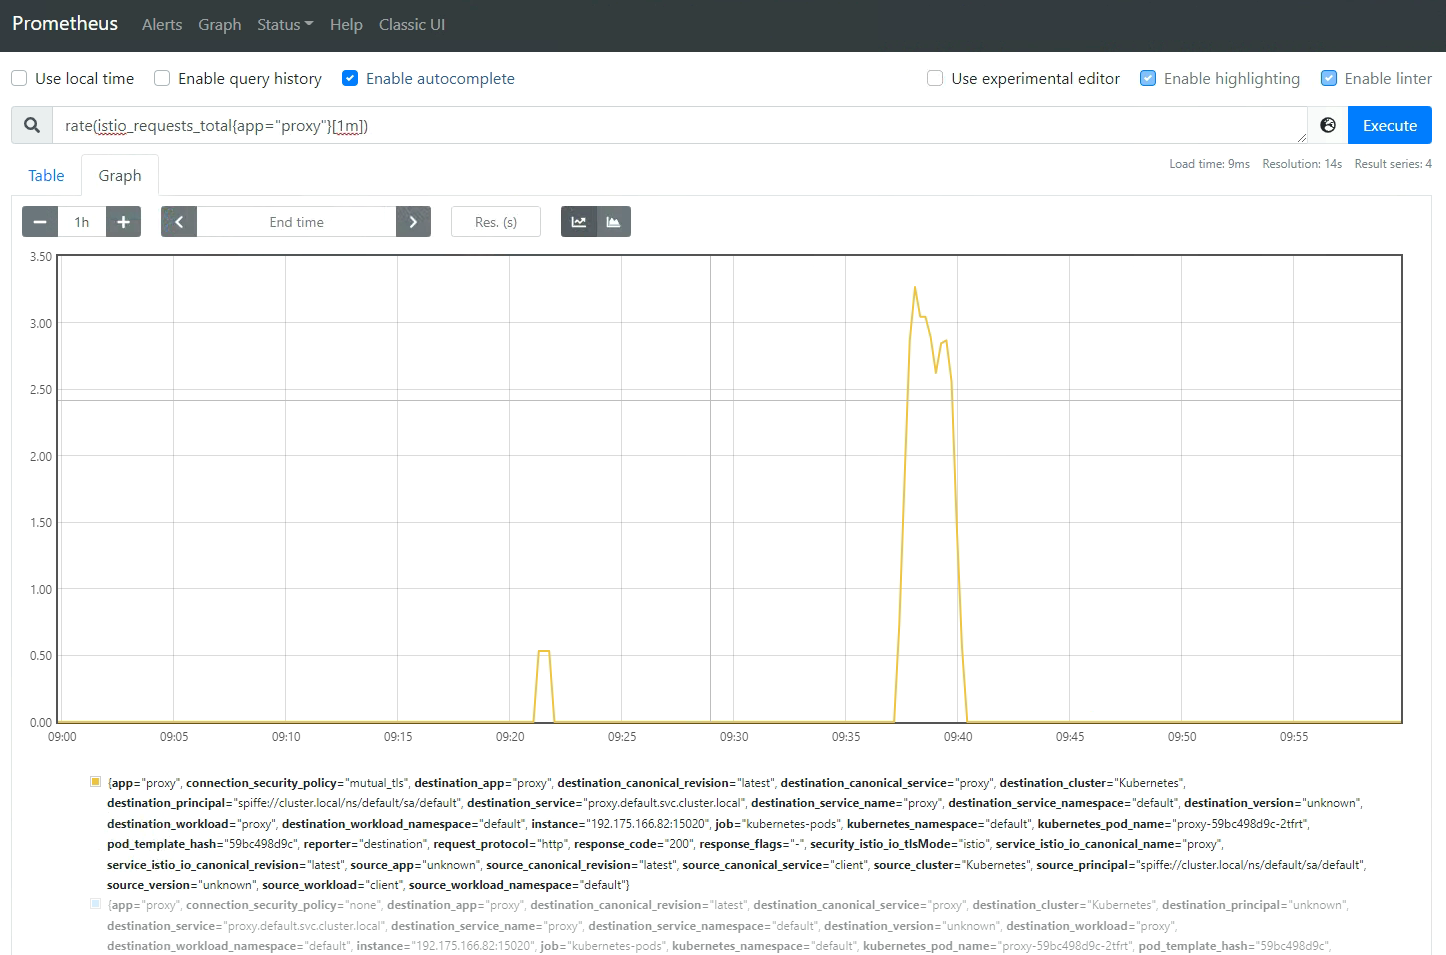 Prometheus Alerts Graph Status Help Classic UI
Use local time Enable query history Enable autocomplete Use experimental editor Enable highlighting Enable linter
rate(istio_requests_total{app="proxy"}[1m]) Execute
Load time: 9ms Resolution: 14s Result series: 4
Table Graph
1h End time Res. (s)
3.50
3.00
2.50
2.00
1.50
1.00
0.50
0.00
09:00 09:05 09:10 09:15 09:20 09:25 09:30 09:35 09:40 09:45 09:50 09:55
{app="proxy", connection_security_policy="mutual_tls", destination_app="proxy", destination_canonical_revision="latest", destination_canonical_service="proxy", destination_cluster="Kubernetes",
destination_principal="spiffe://cluster.local/ns/default/sa/default", destination_service="proxy.default.svc.cluster.local", destination_service_name="proxy", destination_service_namespace="default", destination_version="unknown",
destination_workload="proxy", destination_workload_namespace="default", instance="192.175.166.82:15020", job="kubernetes-pods", kubernetes_namespace="default", kubernetes_pod_name="proxy-59bc498d9c-2tfrt",
pod_template_hash="59bc498d9c", reporter="destination", request_protocol="http", response_code="200", response_flags="-", security_istio_io_tlsMode="istio", service_istio_io_canonical_name="proxy",
service_istio_io_canonical_revision="latest", source_app="unknown", source_canonical_revision="latest", source_canonical_service="client", source_cluster="Kubernetes", source_principal="spiffe://cluster.local/ns/default/sa/default",
source_version="unknown", source_workload="client", source_workload_namespace="default"}
{app="proxy", connection_security_policy="none", destination_app="proxy", destination_canonical_revision="latest", destination_canonical_service="proxy", destination_cluster="Kubernetes", destination_principal="unknown",
destination_service="proxy.default.svc.cluster.local", destination_service_name="proxy", destination_service_namespace="default", destination_version="unknown", destination_workload="proxy",
destination_workload_namespace="default", instance="192.175.166.82:15020", job="kubernetes-pods", kubernetes_namespace="default", kubernetes_pod_name="proxy-59bc498d9c-2tfrt", pod_template_hash="59bc498d9c",